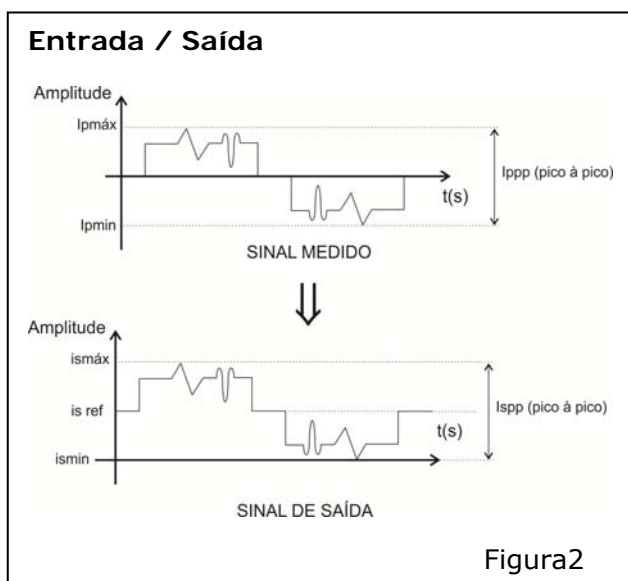 Entrada / Saída
Amplitude
Ipmáx
Ippp (pico à pico)
t(s)
Ipmin
SINAL MEDIDO
Amplitude
ismáx
is ref
Ispp (pico à pico)
t(s)
ismin
SINAL DE SAÍDA
Figura2